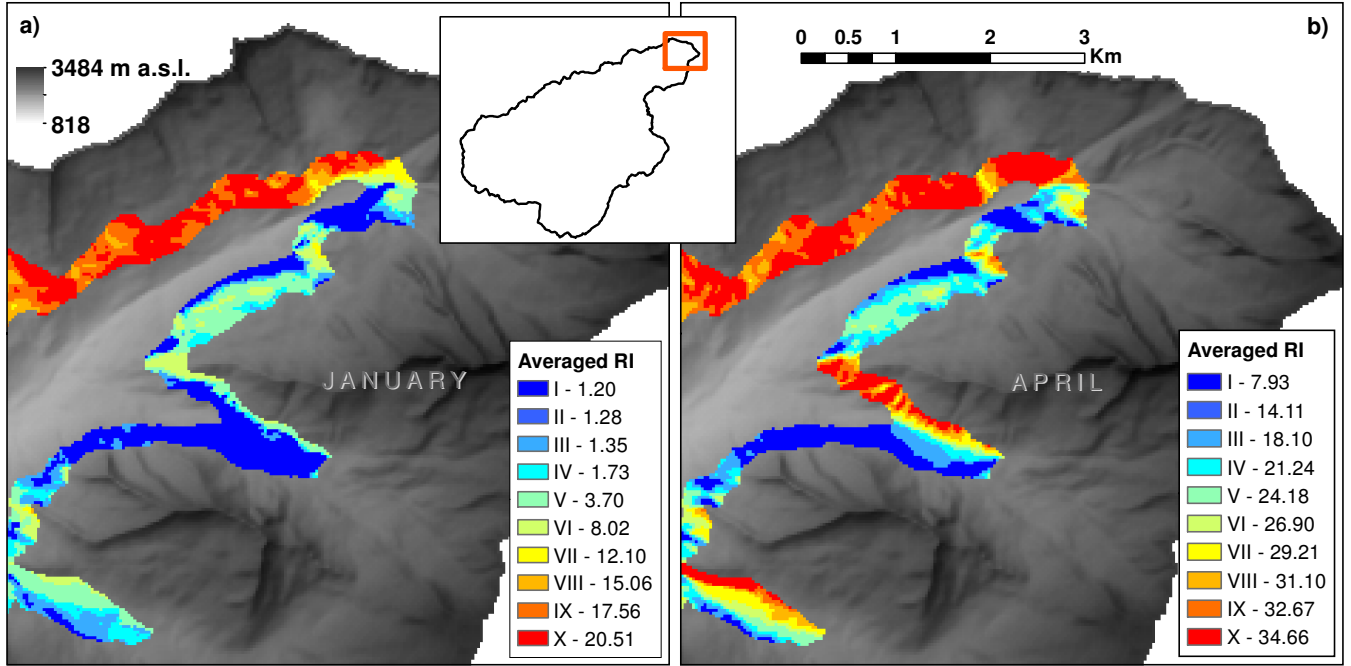 a)
3484 m a.s.l.
818
JANUARY
Averaged RI
I - 1.20
II - 1.28
III - 1.35
IV - 1.73
V - 3.70
VI - 8.02
VII - 12.10
VIII - 15.06
IX - 17.56
X - 20.51
b)
0 0.5 1 2 3
Km
APRIL
Averaged RI
I - 7.93
II - 14.11
III - 18.10
IV - 21.24
V - 24.18
VI - 26.90
VII - 29.21
VIII - 31.10
IX - 32.67
X - 34.66